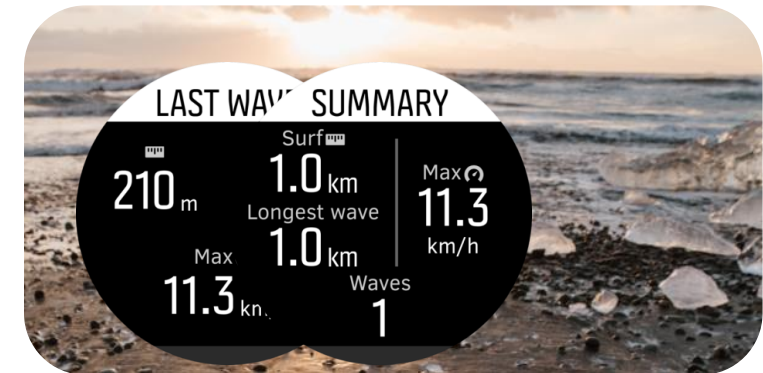 LAST WAV
210 m
Max
11.3 km
SUMMARY
Surf
1.0 km
Longest wave
1.0 km
Max
11.3
km/h
Waves
1